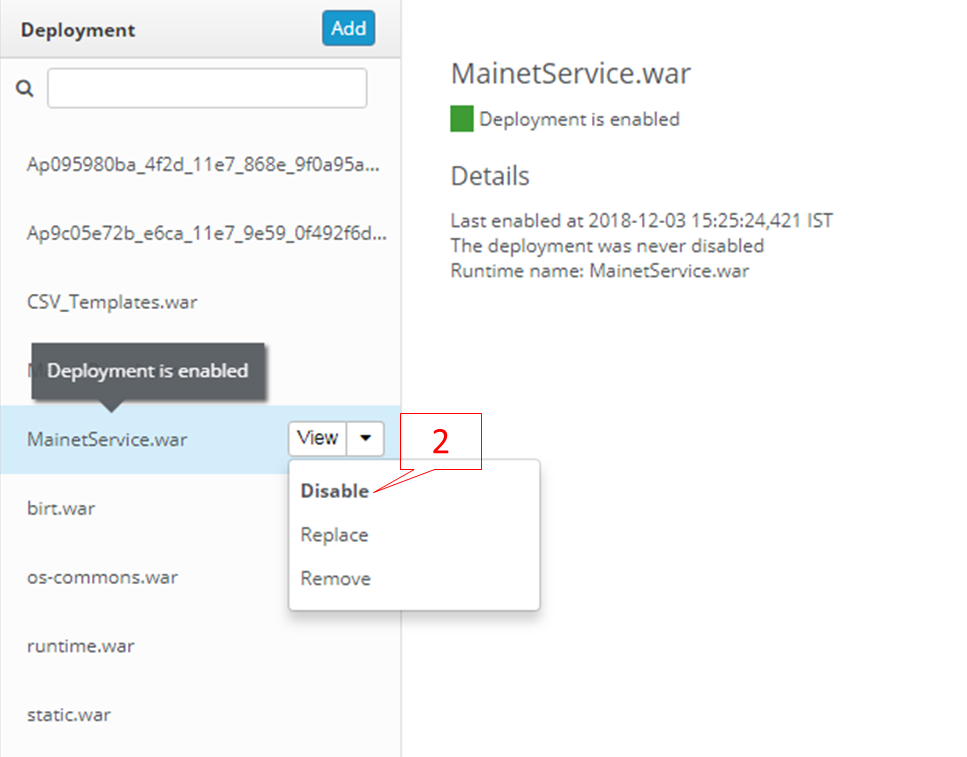 Deployment
Add
Ap095980ba_4f2d_11e7_868e_9f0a95a...
Ap9c05e72b_e6ca_11e7_9e59_0f492f6d...
CSV_Templates.war
Deployment is enabled
MainetService.war
View
2
Disable
Replace
Remove
birt.war
os-commons.war
runtime.war
static.war
MainetService.war
Deployment is enabled
Details
Last enabled at 2018-12-03 15:25:24,421 IST
The deployment was never disabled
Runtime name: MainetService.war